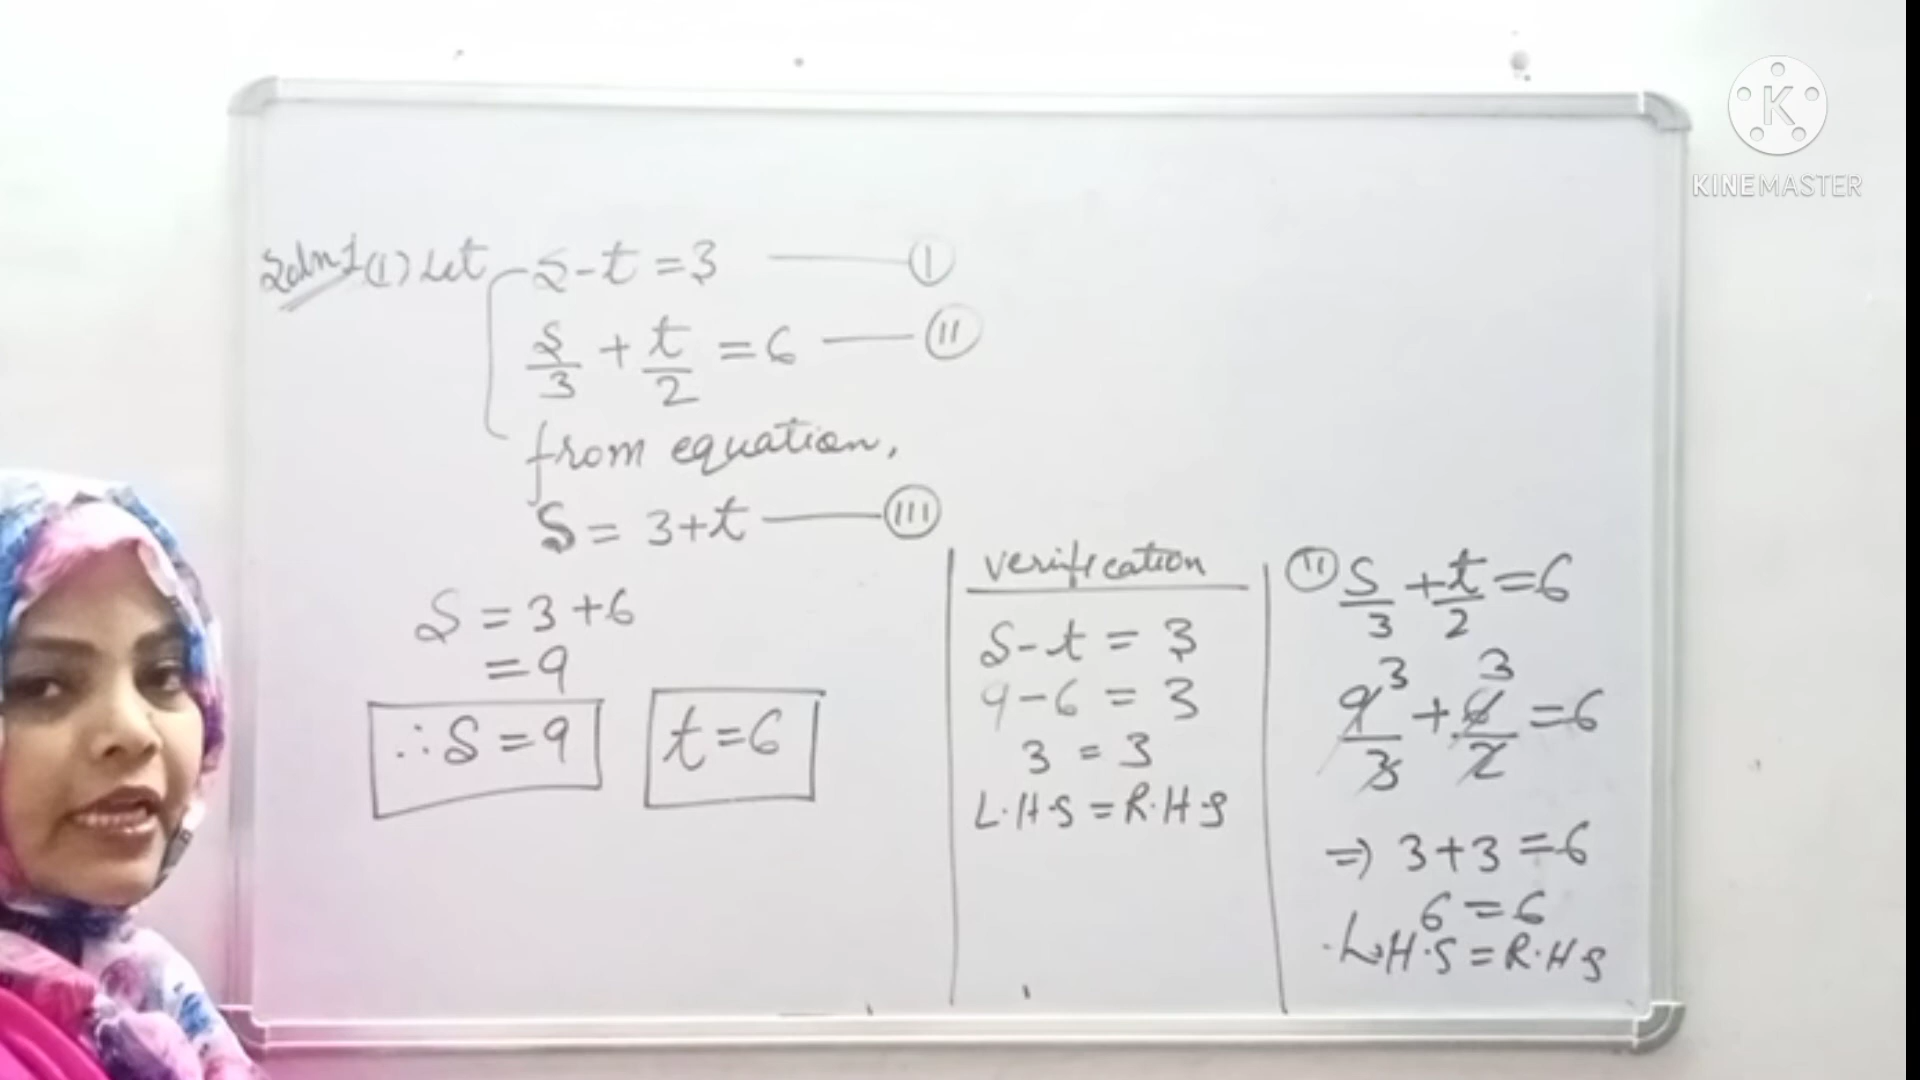 Soln 1 (i) Let s - t = 3 —— (I)
s/3 + t/2 = 6 —— (II)
from equation,
S = 3+t —— (III)
S = 3 + 6
= 9
∴ S = 9
t = 6
verification
S - t = 3
9 - 6 = 3
3 = 3
L.H.S = R.H.S
(II) S/3 + t/2 = 6
9/3 3 + 6/2 3 = 6
⇒ 3 + 3 = 6
6 = 6
L.H.S = R.H.S
K
KINEMASTER